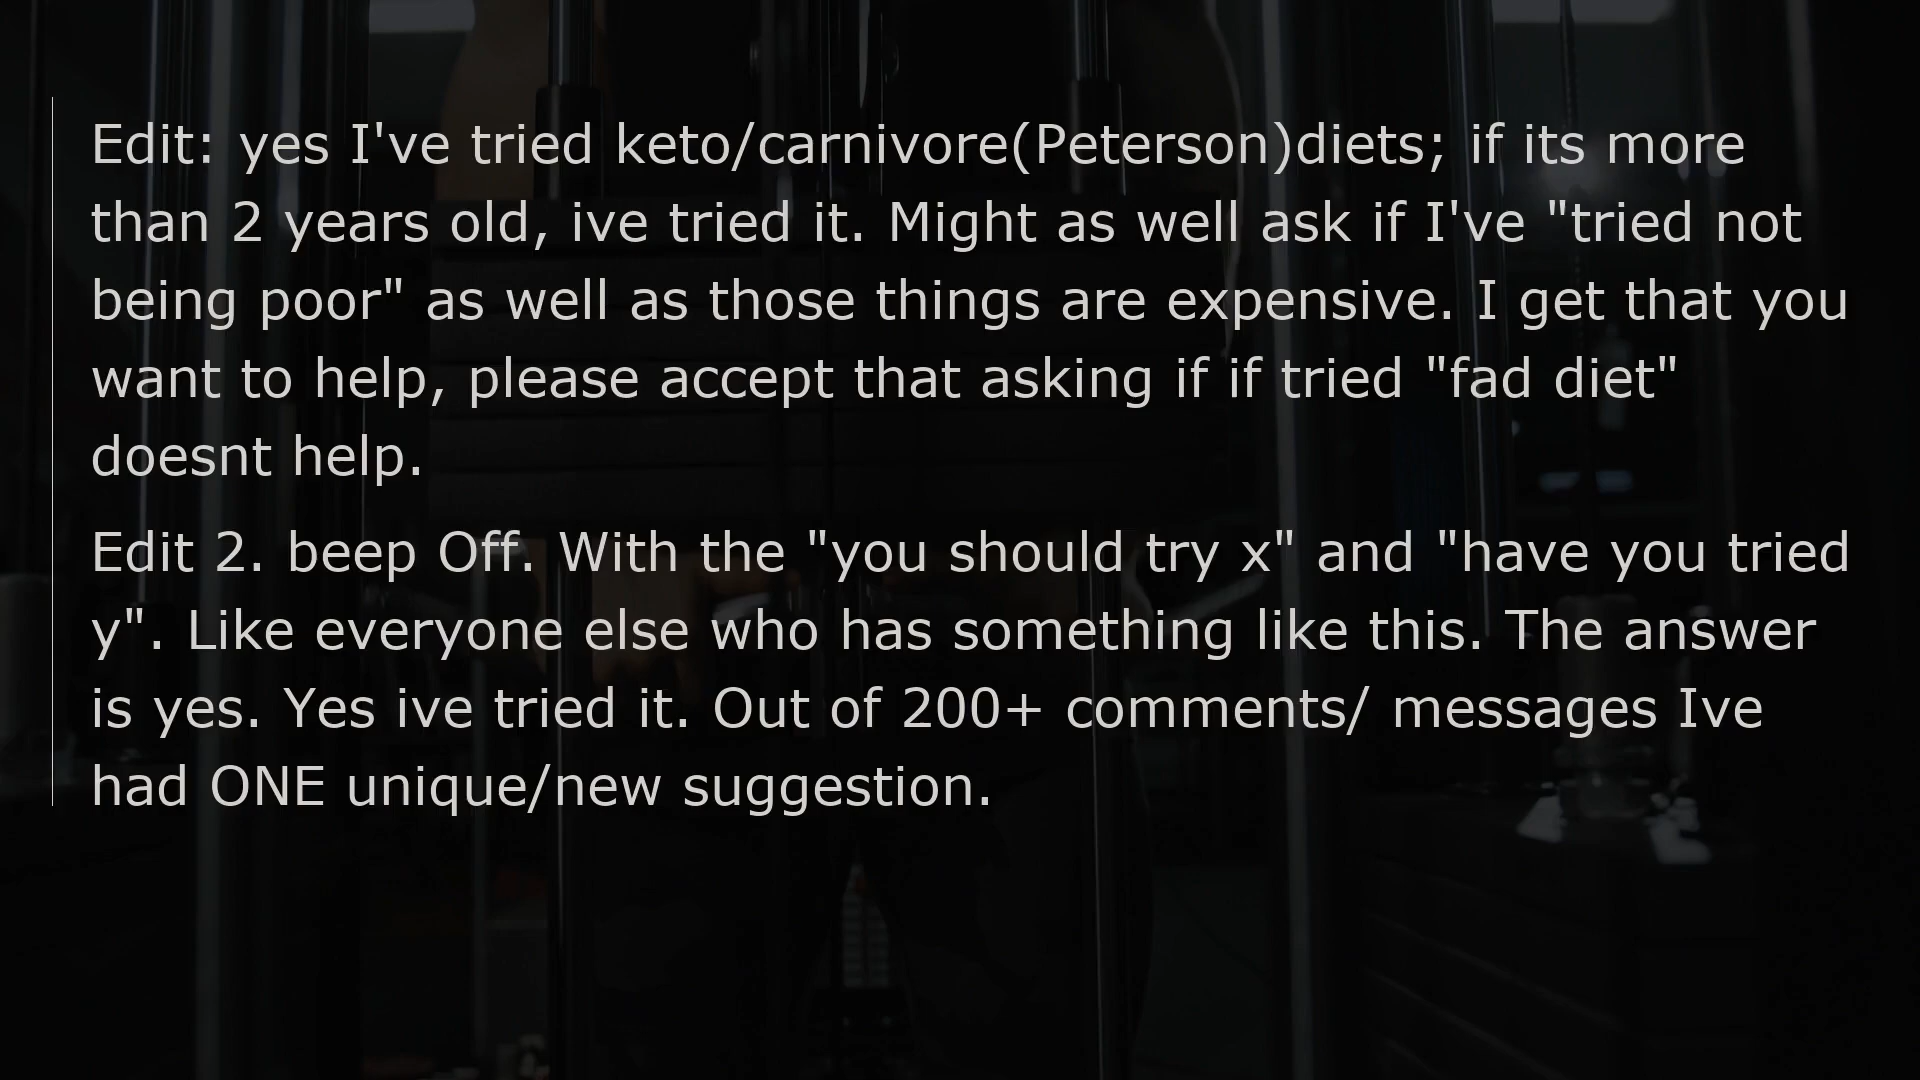 Edit: yes I've tried keto/carnivore(Peterson)diets; if its more
than 2 years old, ive tried it. Might as well ask if I've "tried not
being poor" as well as those things are expensive. I get that you
want to help, please accept that asking if if tried "fad diet"
doesnt help.
Edit 2. beep Off. With the "you should try x" and "have you tried
y". Like everyone else who has something like this. The answer
is yes. Yes ive tried it. Out of 200+ comments/ messages Ive
had ONE unique/new suggestion.